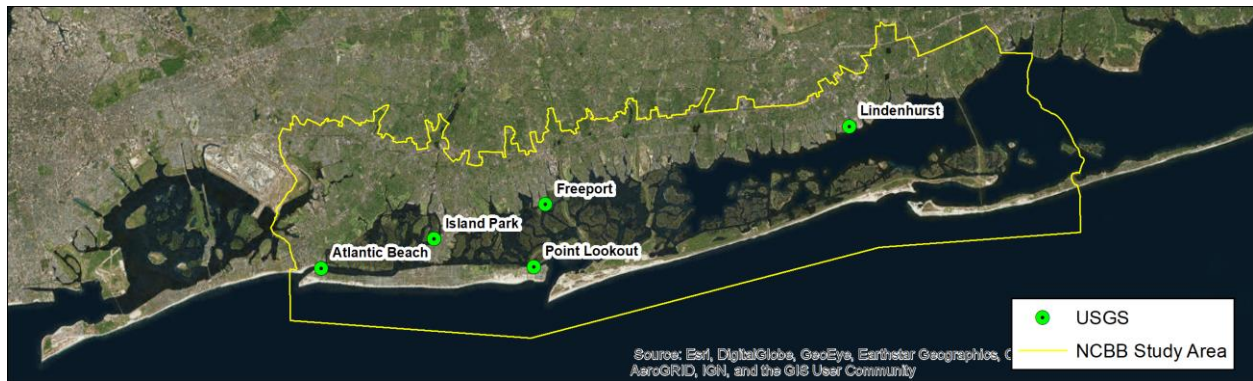 Lindenhurst
Freeport
Island Park
Atlantic Beach
Point Lookout
USGS
NCBB Study Area
Source: Esri, DigitalGlobe, GeoEye, Earthstar Geographics,
AeroGRID, IGN, and the GIS User Community